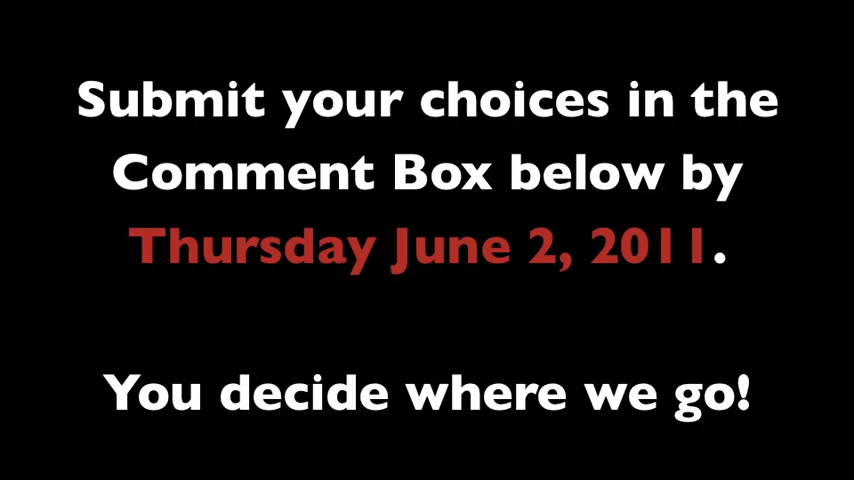 Submit your choices in the
Comment Box below by
Thursday June 2, 2011.
You decide where we go!